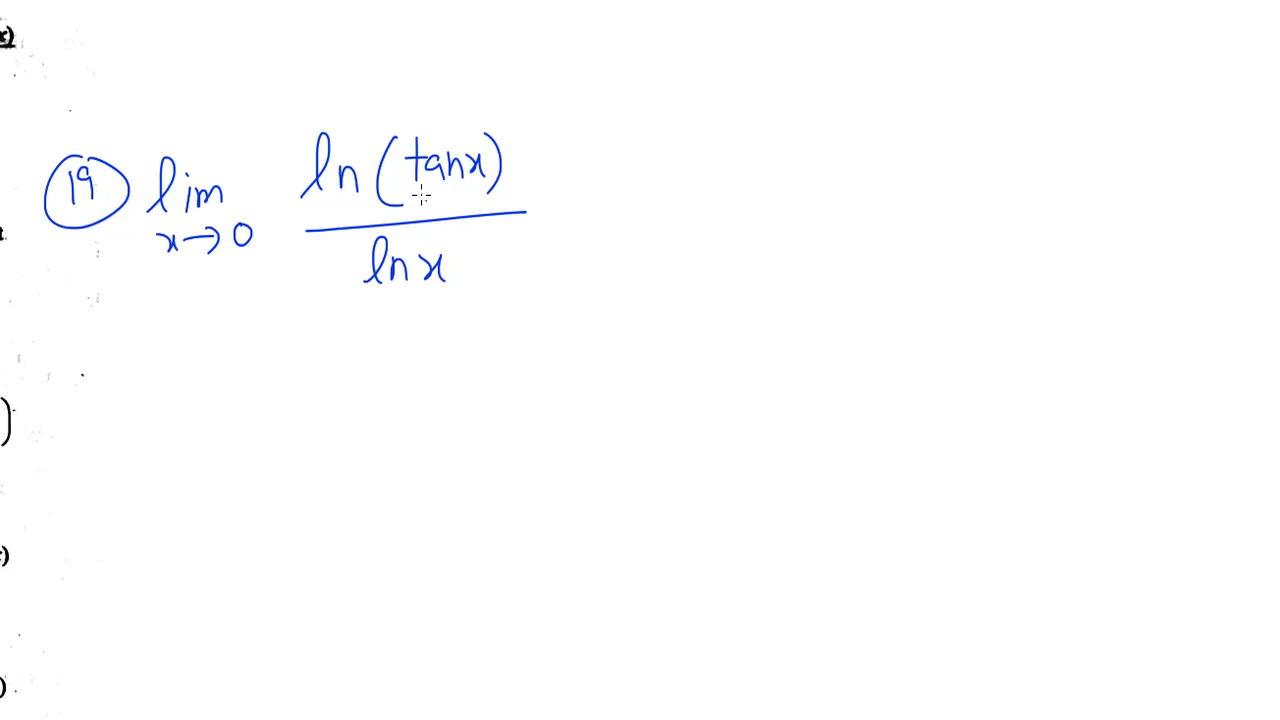 x)
19 lim x→0 ln(tanx) / lnx
t
)
)
)